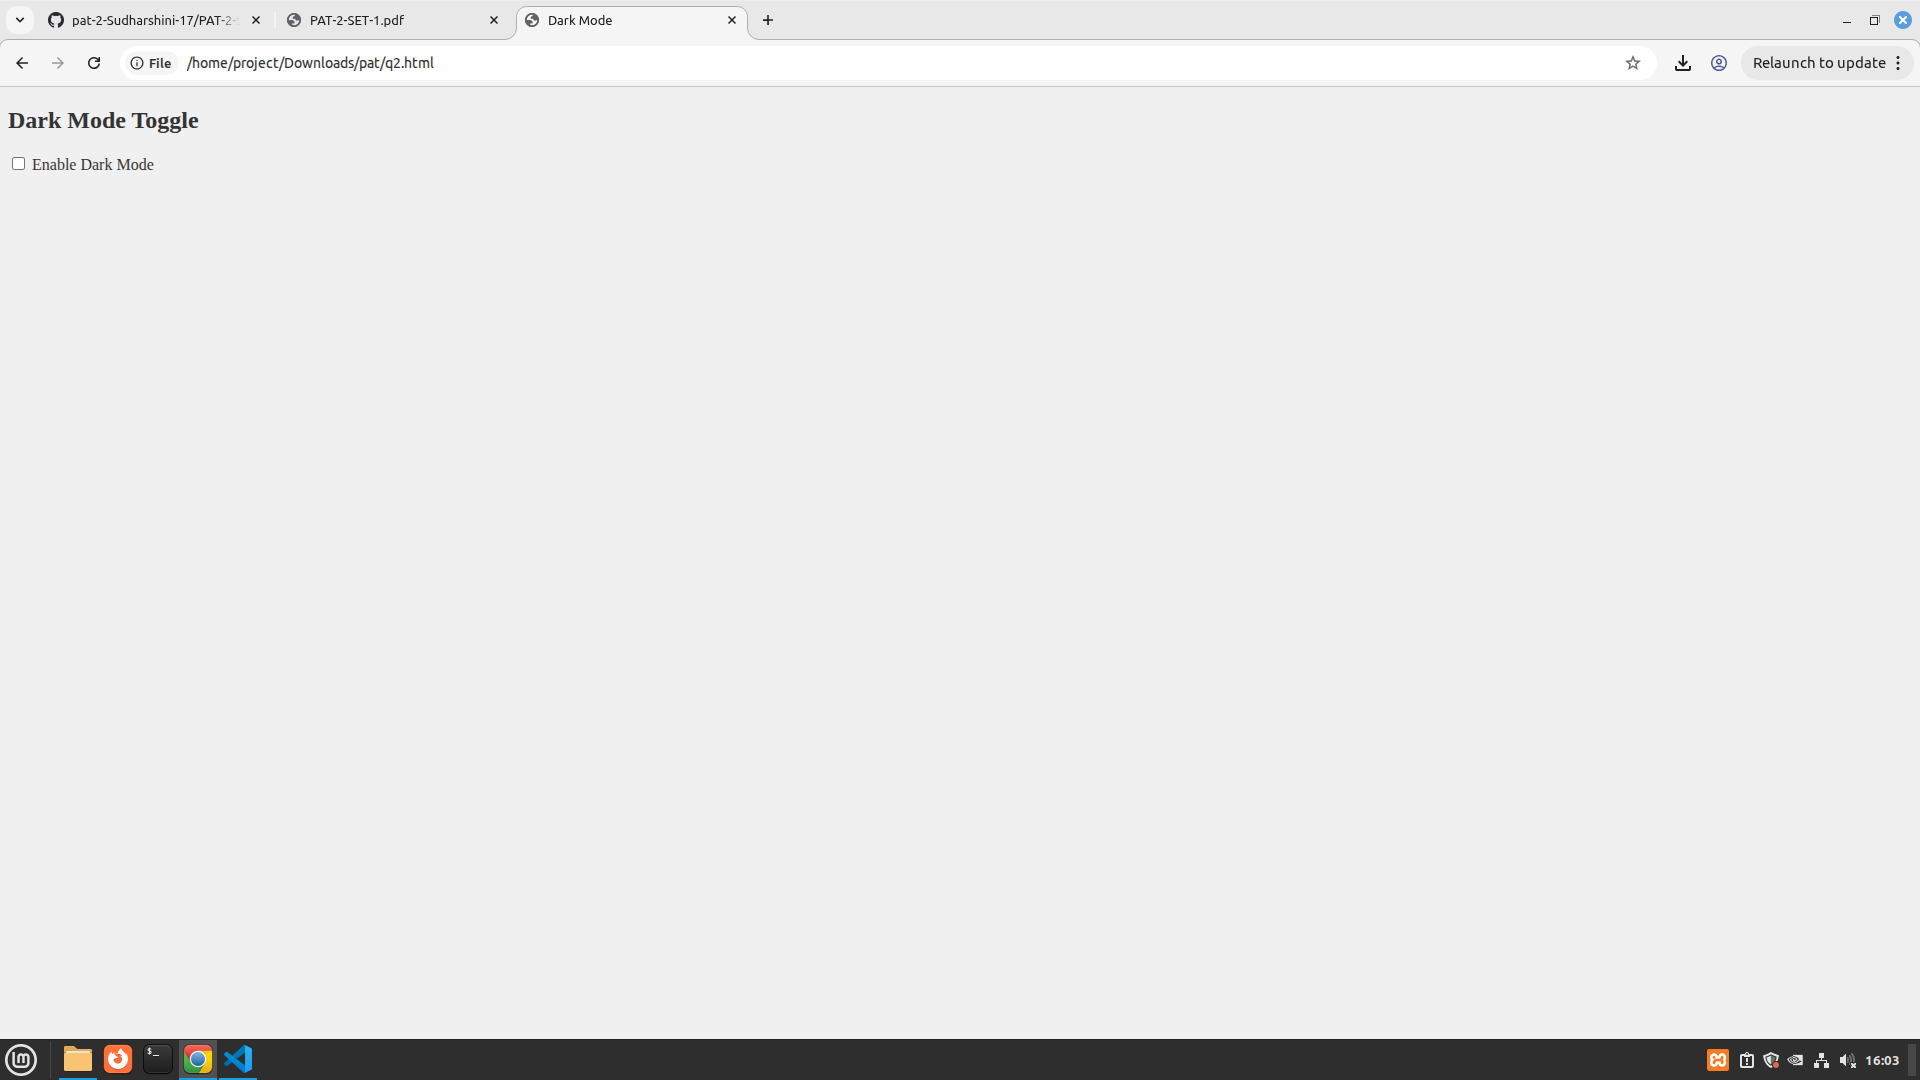 pat-2-Sudharshini-17/PAT-2-
PAT-2-SET-1.pdf
Dark Mode
File
/home/project/Downloads/pat/q2.html
Relaunch to update
Dark Mode Toggle
Enable Dark Mode
16:03